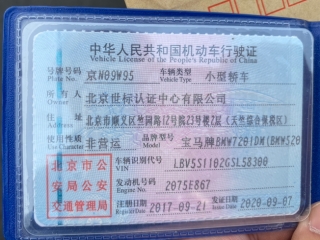 中华人民共和国机动车行驶证
Vehicle License of the People's Republic of China
号牌号码 京N09W95 车辆类型 小型轿车
Plate No. Vehicle Type
所有人 北京世标认证中心有限公司
Owner
住址 北京市顺义区竺园路12号院23号楼7层（天竺综合保税区）
Address
使用性质 非营运 品牌型号 宝马牌BMW7201DM(BMW520
Use Character Model
北京市公安局公安交通管理局
车辆识别代号 LBV5S1102GSL58300
VIN
发动机号码 2075E867
Engine No.
注册日期 2017-09-21 发证日期 2020-09-07
Register Date Issue Date